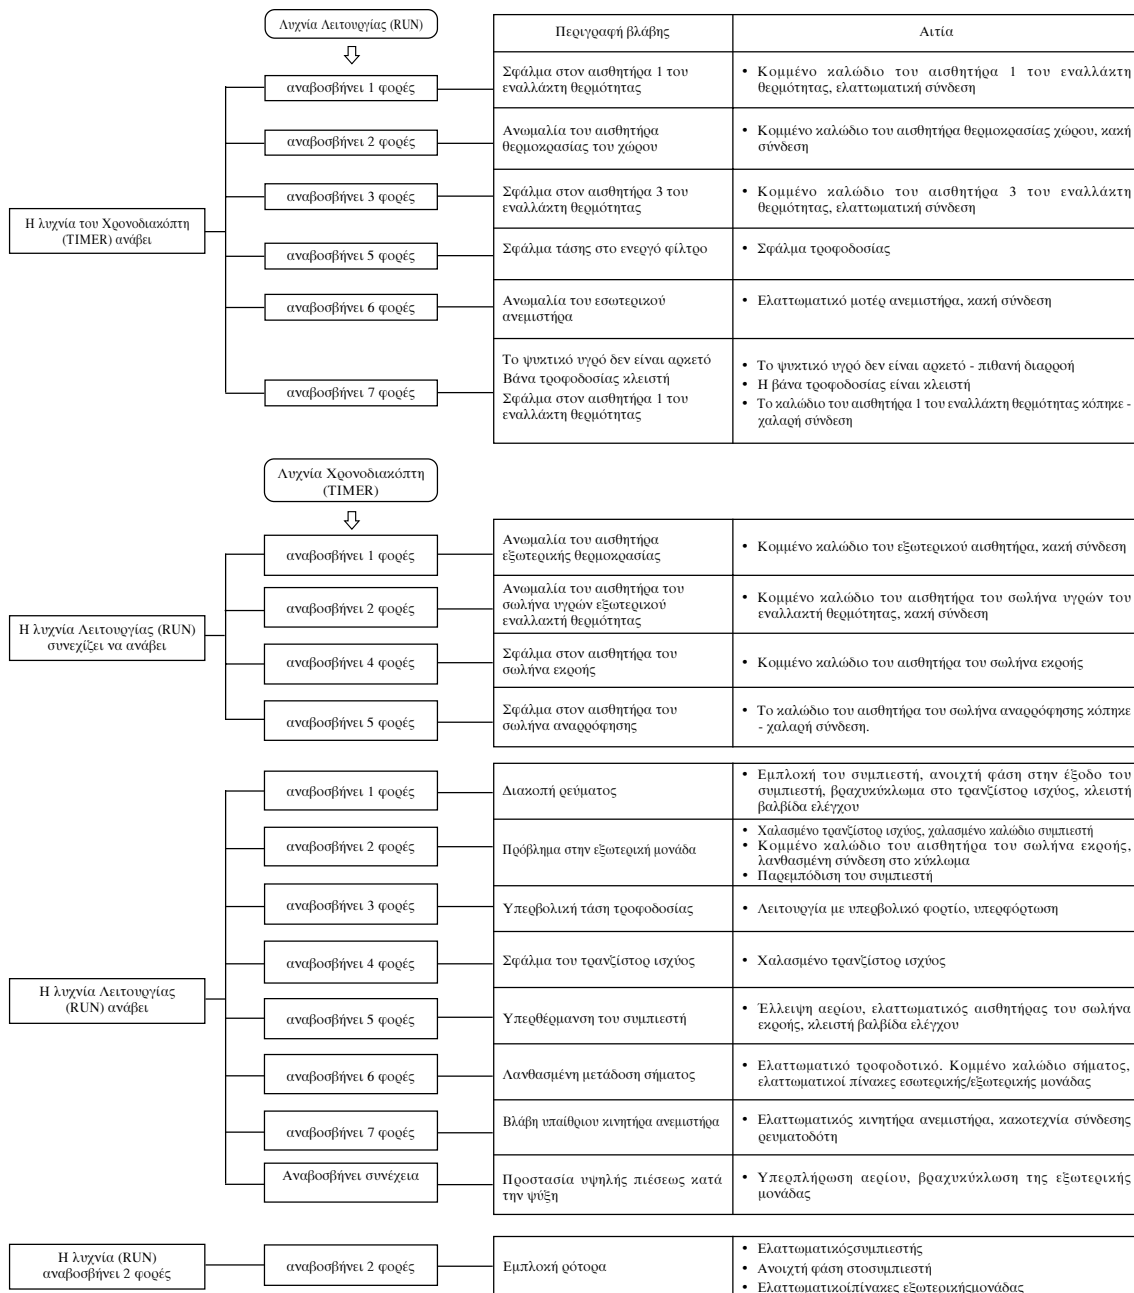 Λυχνία Λειτουργίας (RUN)
Περιγραφή βλάβης
Αιτία
Η λυχνία του Χρονοδιακόπτη
(TIMER) ανάβει
αναβοσβήνει 1 φορές
Σφάλμα στον αισθητήρα 1 του
εναλλάκτη θερμότητας
• Κομμένο καλώδιο του αισθητήρα 1 του εναλλάκτη
θερμότητας, ελαττωματική σύνδεση
αναβοσβήνει 2 φορές
Ανωμαλία του αισθητήρα
θερμοκρασίας του χώρου
• Κομμένο καλώδιο του αισθητήρα θερμοκρασίας χώρου, κακή
σύνδεση
αναβοσβήνει 3 φορές
Σφάλμα στον αισθητήρα 3 του
εναλλάκτη θερμότητας
• Κομμένο καλώδιο του αισθητήρα 3 του εναλλάκτη
θερμότητας, ελαττωματική σύνδεση
αναβοσβήνει 5 φορές
Σφάλμα τάσης στο ενεργό φίλτρο
• Σφάλμα τροφοδοσίας
αναβοσβήνει 6 φορές
Ανωμαλία του εσωτερικού
ανεμιστήρα
• Ελαττωματικό μοτέρ ανεμιστήρα, κακή σύνδεση
αναβοσβήνει 7 φορές
Το ψυκτικό υγρό δεν είναι αρκετό
Βάνα τροφοδοσίας κλειστή
Σφάλμα στον αισθητήρα 1 του
εναλλάκτη θερμότητας
• Το ψυκτικό υγρό δεν είναι αρκετό - πιθανή διαρροή
• Η βάνα τροφοδοσίας είναι κλειστή
• Το καλώδιο του αισθητήρα 1 του εναλλάκτη θερμότητας κόπηκε -
χαλαρή σύνδεση
Λυχνία Χρονοδιακόπτη
(TIMER)
Η λυχνία Λειτουργίας (RUN)
συνεχίζει να ανάβει
αναβοσβήνει 1 φορές
Ανωμαλία του αισθητήρα
εξωτερικής θερμοκρασίας
• Κομμένο καλώδιο του εξωτερικού αισθητήρα, κακή σύνδεση
αναβοσβήνει 2 φορές
Ανωμαλία του αισθητήρα του
σωλήνα υγρών εξωτερικού
εναλλακτή θερμότητας
• Κομμένο καλώδιο του αισθητήρα του σωλήνα υγρών του
εναλλακτή θερμότητας, κακή σύνδεση
αναβοσβήνει 4 φορές
Σφάλμα στον αισθητήρα του
σωλήνα εκροής
• Κομμένο καλώδιο του αισθητήρα του σωλήνα εκροής
αναβοσβήνει 5 φορές
Σφάλμα στον αισθητήρα του
σωλήνα αναρρόφησης
• Το καλώδιο του αισθητήρα του σωλήνα αναρρόφησης κόπηκε
- χαλαρή σύνδεση.
Η λυχνία Λειτουργίας
(RUN) ανάβει
αναβοσβήνει 1 φορές
Διακοπή ρεύματος
• Εμπλοκή του συμπιεστή, ανοιχτή φάση στην έξοδο του
συμπιεστή, βραχυκύκλωμα στο τρανζίστορ ισχύος, κλειστή
βαλβίδα ελέγχου
αναβοσβήνει 2 φορές
Πρόβλημα στην εξωτερική μονάδα
• Χαλασμένο τρανζίστορ ισχύος, χαλασμένο καλώδιο συμπιεστή
• Κομμένο καλώδιο του αισθητήρα του σωλήνα εκροής,
λανθασμένη σύνδεση στο κύκλωμα
• Παρεμπόδιση του συμπιεστή
αναβοσβήνει 3 φορές
Υπερβολική τάση τροφοδοσίας
• Λειτουργία με υπερβολικό φορτίο, υπερφόρτωση
αναβοσβήνει 4 φορές
Σφάλμα του τρανζίστορ ισχύος
• Χαλασμένο τρανζίστορ ισχύος
αναβοσβήνει 5 φορές
Υπερθέρμανση του συμπιεστή
• Έλλειψη αερίου, ελαττωματικός αισθητήρας του σωλήνα
εκροής, κλειστή βαλβίδα ελέγχου
αναβοσβήνει 6 φορές
Λανθασμένη μετάδοση σήματος
• Ελαττωματικό τροφοδοτικό. Κομμένο καλώδιο σήματος,
ελαττωματικοί πίνακες εσωτερικής/εξωτερικής μονάδας
αναβοσβήνει 7 φορές
Βλάβη υπαίθριου κινητήρα ανεμιστήρα
• Ελαττωματικός κινητήρα ανεμιστήρα, κακοτεχνία σύνδεσης
ρευματοδότη
Αναβοσβήνει συνέχεια
Προστασία υψηλής πιέσεως κατά
την ψύξη
• Υπερπλήρωση αερίου, βραχυκύκλωση της εξωτερικής
μονάδας
Η λυχνία (RUN)
αναβοσβήνει 2 φορές
αναβοσβήνει 2 φορές
Εμπλοκή ρότορα
• Ελαττωματικόςσυμπιεστής
• Ανοιχτή φάση στοσυμπιεστή
• Ελαττωματικοίπίνακες εξωτερικήςμονάδας